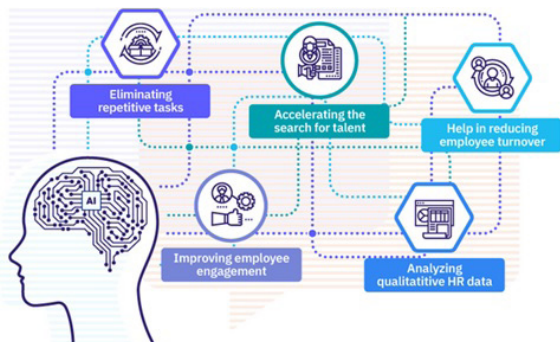 Eliminating
repetitive tasks
Accelerating the
search for talent
Help in reducing
employee turnover
AI
Improving employee
engagement
Analyzing
qualitatitive HR data